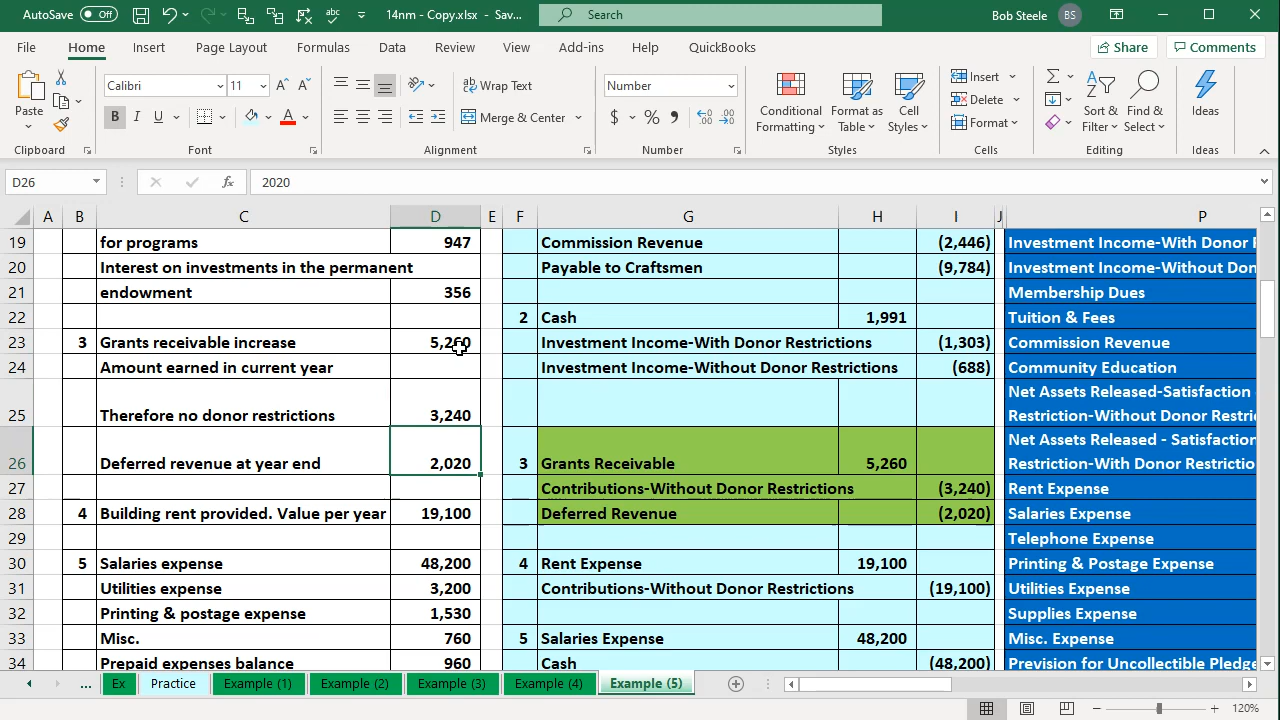 AutoSave Off 14nm - Copy.xlsx - Sav... Search Bob Steele BS
File Home Insert Page Layout Formulas Data Review View Add-ins Help QuickBooks Share Comments
Paste Calibri 11 Wrap Text Number Conditional Formatting Format as Table Cell Styles Insert Sort & Filter Find & Select Ideas
B I U A Merge & Center $ % Delete
Format
Clipboard Font Alignment Number Styles Cells Editing Ideas
D26 fx 2020
A B C D E F G H I J P
19 for programs 947 Commission Revenue (2,446) Investment Income-With Donor R
20 Interest on investments in the permanent Payable to Craftsmen (9,784) Investment Income-Without Don
21 endowment 356 Membership Dues
22 2 Cash 1,991 Tuition & Fees
23 3 Grants receivable increase 5,260 Investment Income-With Donor Restrictions (1,303) Commission Revenue
24 Amount earned in current year Investment Income-Without Donor Restrictions (688) Community Education
Net Assets Released-Satisfaction
25 Therefore no donor restrictions 3,240 Restriction-Without Donor Restri
Net Assets Released - Satisfaction
26 Deferred revenue at year end 2,020 3 Grants Receivable 5,260 Restriction-With Donor Restrictio
27 Contributions-Without Donor Restrictions (3,240) Rent Expense
28 4 Building rent provided. Value per year 19,100 Deferred Revenue (2,020) Salaries Expense
29 Telephone Expense
30 5 Salaries expense 48,200 4 Rent Expense 19,100 Printing & Postage Expense
31 Utilities expense 3,200 Contributions-Without Donor Restrictions (19,100) Utilities Expense
32 Printing & postage expense 1,530 Supplies Expense
33 Misc. 760 5 Salaries Expense 48,200 Misc. Expense
34 Prepaid expenses balance 960 Cash (48,200) Prevision for Uncollectible Pledge
... Ex Practice Example (1) Example (2) Example (3) Example (4) Example (5)
120%